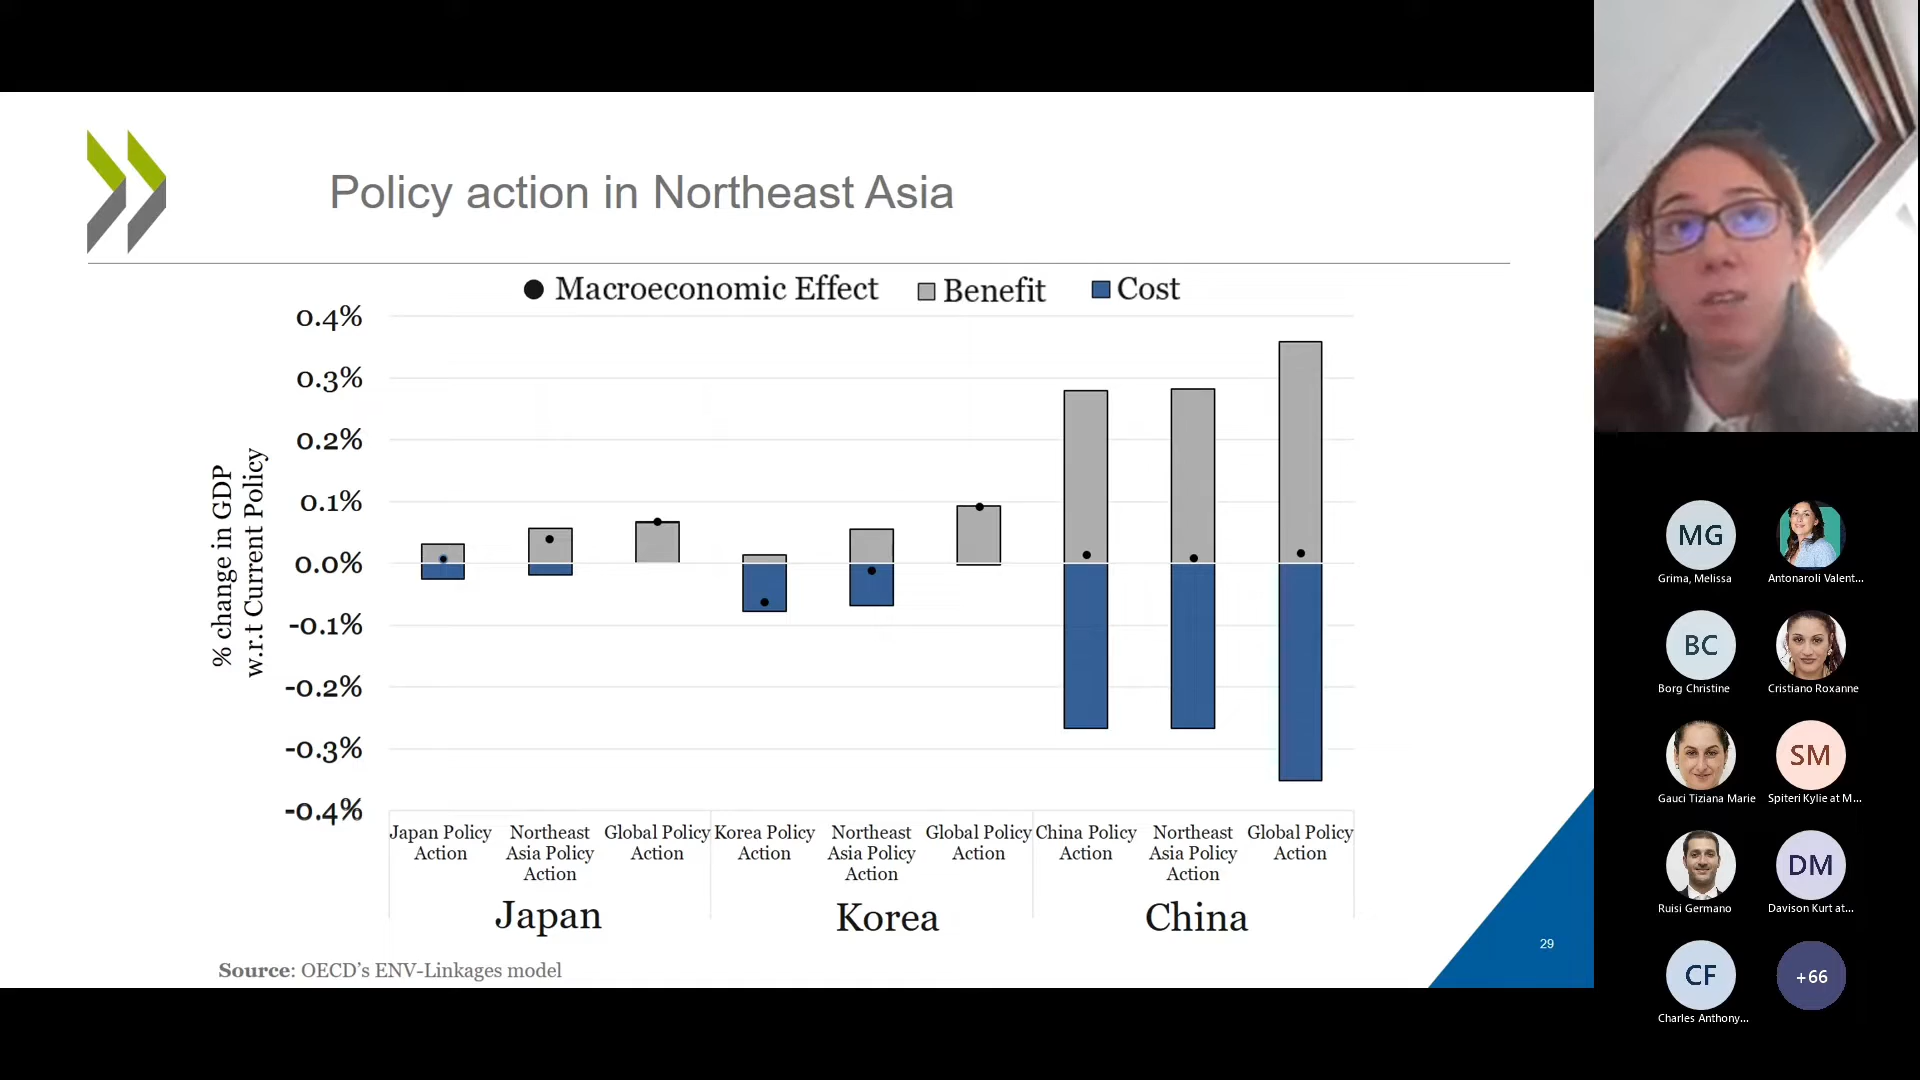 Policy action in Northeast Asia
Macroeconomic Effect
Benefit
Cost
% change in GDP
w.r.t Current Policy
0.4%
0.3%
0.2%
0.1%
0.0%
-0.1%
-0.2%
-0.3%
-0.4%
Japan Policy
Action
Northeast
Asia Policy
Action
Global Policy
Action
Korea Policy
Action
Northeast
Asia Policy
Action
Global Policy
Action
China Policy
Action
Northeast
Asia Policy
Action
Global Policy
Action
Japan
Korea
China
Source: OECD's ENV-Linkages model
29
MG
Grima, Melissa
Antonaroli Valent...
BC
Borg Christine
Cristiano Roxanne
Gauci Tiziana Marie
SM
Spiteri Kylie at M...
Ruisi Germano
DM
Davison Kurt at...
CF
Charles Anthony...
+66